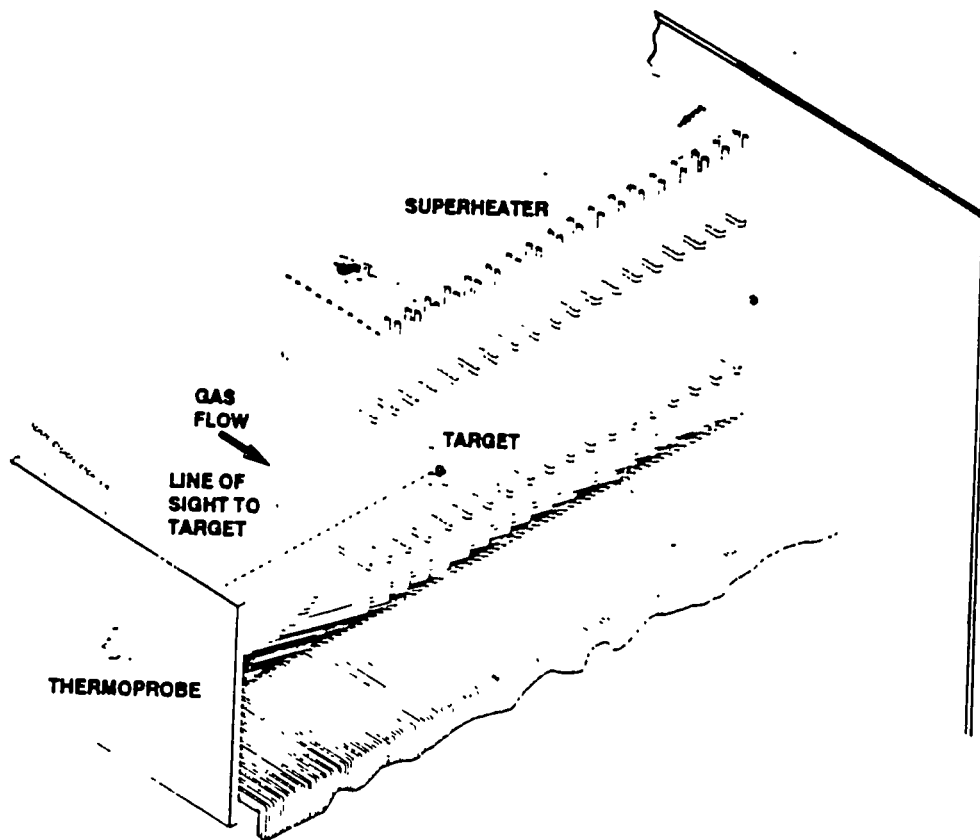 SUPERHEATER
GAS
FLOW
TARGET
LINE OF
SIGHT TO
TARGET
THERMOPROBE